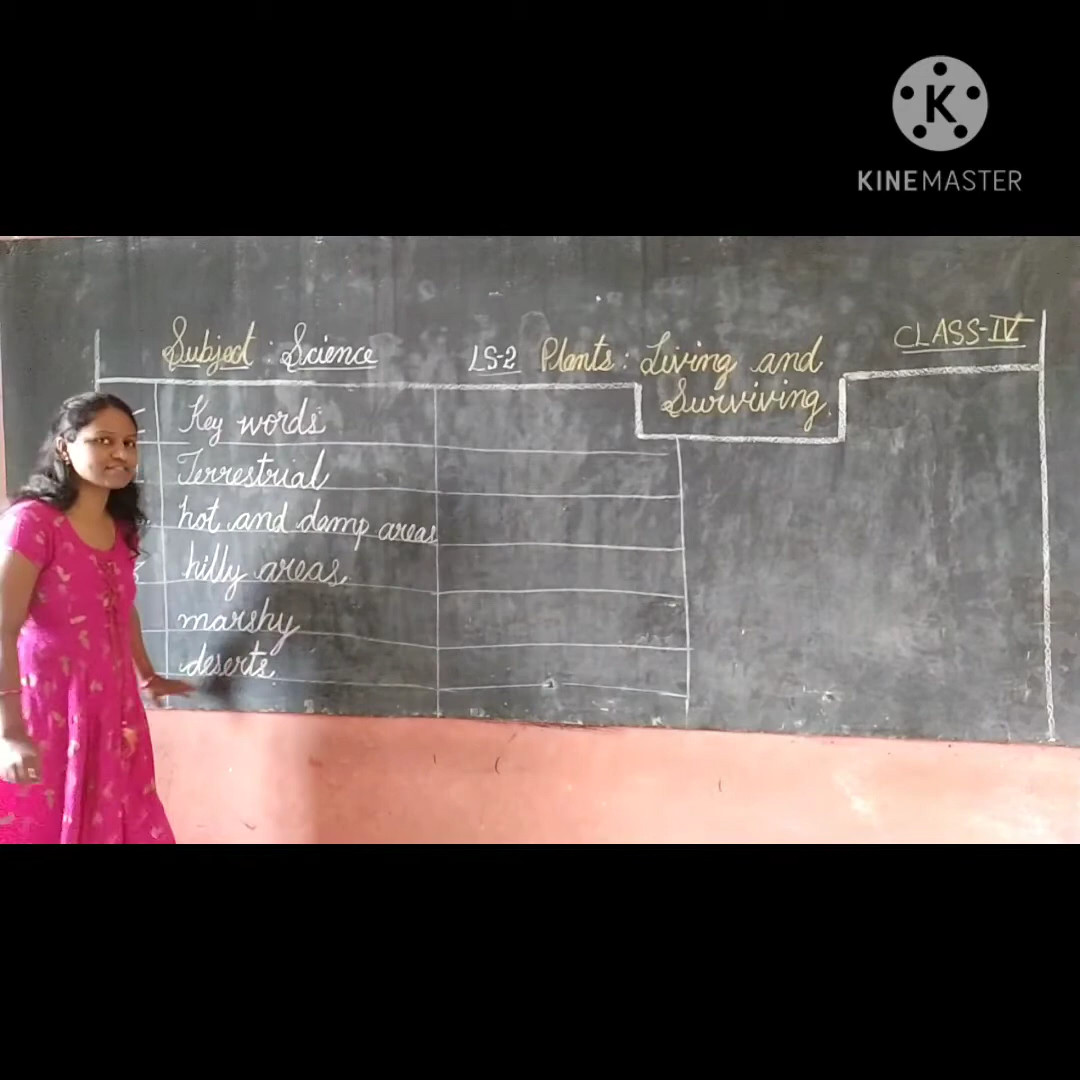 K
KINEMASTER
Subject : Science
LS-2 Plants : Living and
Surviving.
CLASS-IV
Key words
Terrestrial
hot and damp areas
hilly areas
marshy
deserts